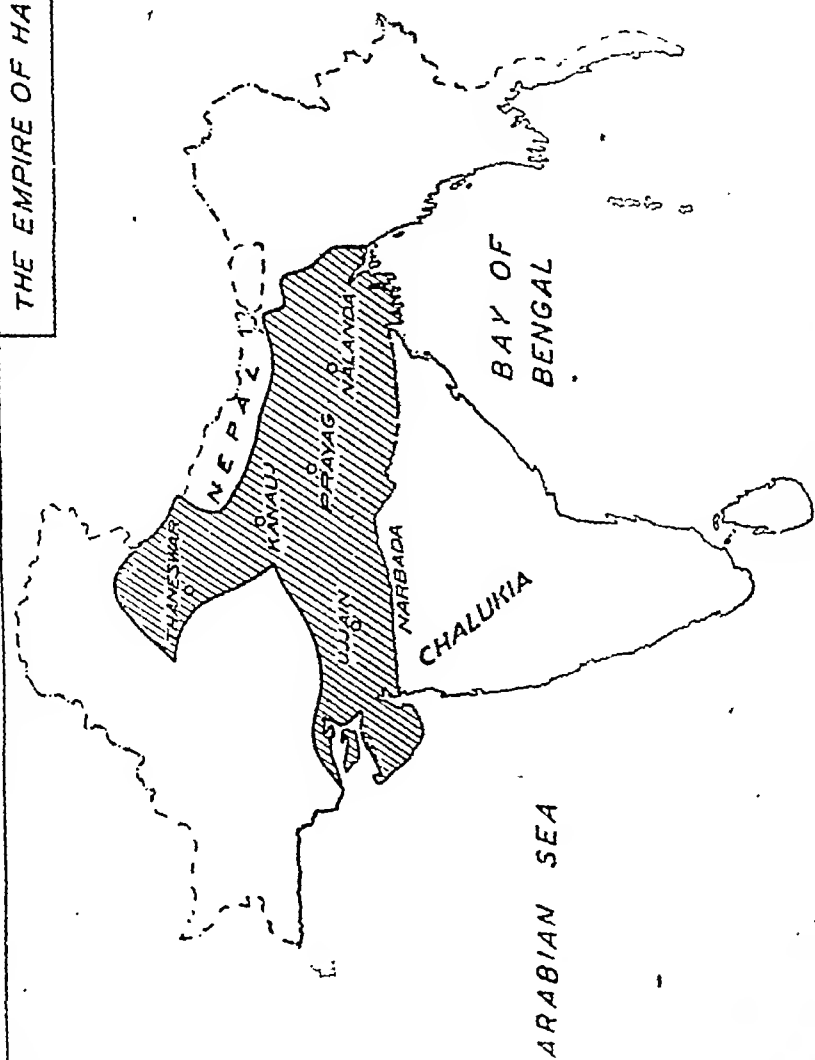 THE EMPIRE OF HA
NEPAL
THANESWAR
KANAUJ
PRAYAG
NALANDA
UJJAIN
NARBADA
CHALUKIA
BAY OF
BENGAL
ARABIAN SEA